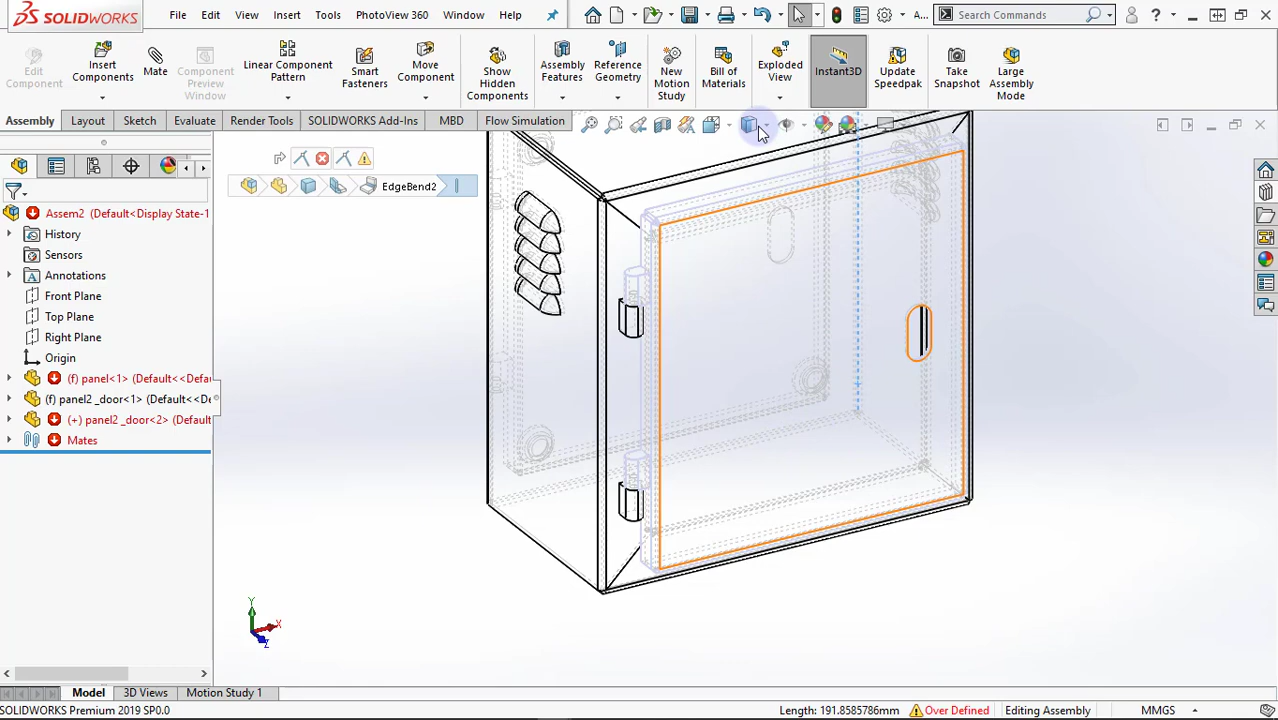 SOLIDWORKS
File
Edit
View
Insert
Tools
PhotoView 360
Window
Help
A...
Search Commands
?
Edit
Component
Insert
Components
Mate
Component
Preview
Window
Linear Component
Pattern
Smart
Fasteners
Move
Component
Show
Hidden
Components
Assembly
Features
Reference
Geometry
New
Motion
Study
Bill of
Materials
Exploded
View
Instant3D
Update
Speedpak
Take
Snapshot
Large
Assembly
Mode
Assembly
Layout
Sketch
Evaluate
Render Tools
SOLIDWORKS Add-Ins
MBD
Flow Simulation
EdgeBend2
Assem2 (Default<Display State-1
History
Sensors
Annotations
Front Plane
Top Plane
Right Plane
Origin
(f) panel<1> (Default<<Defau
(f) panel2 _door<1> (Default<<De
(+) panel2 _door<2> (Default
Mates
Y
X
Z
Model
3D Views
Motion Study 1
SOLIDWORKS Premium 2019 SP0.0
Length: 191.8585786mm
Over Defined
Editing Assembly
MMGS